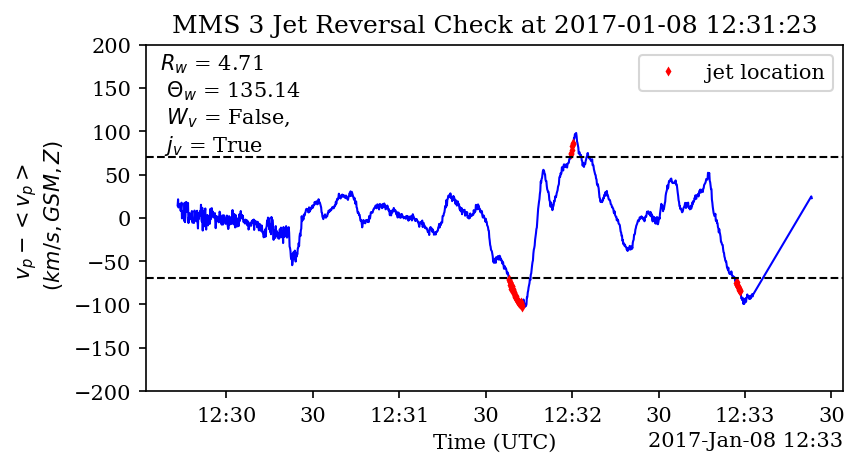 MMS 3 Jet Reversal Check at 2017-01-08 12:31:23
R_w = 4.71
Θ_w = 135.14
W_v = False,
j_v = True
jet location
v_p − < v_p >
(km/s, GSM, Z)
200
150
100
50
0
−50
−100
−150
−200
12:30 30 12:31 30 12:32 30 12:33 30
Time (UTC)
2017-Jan-08 12:33